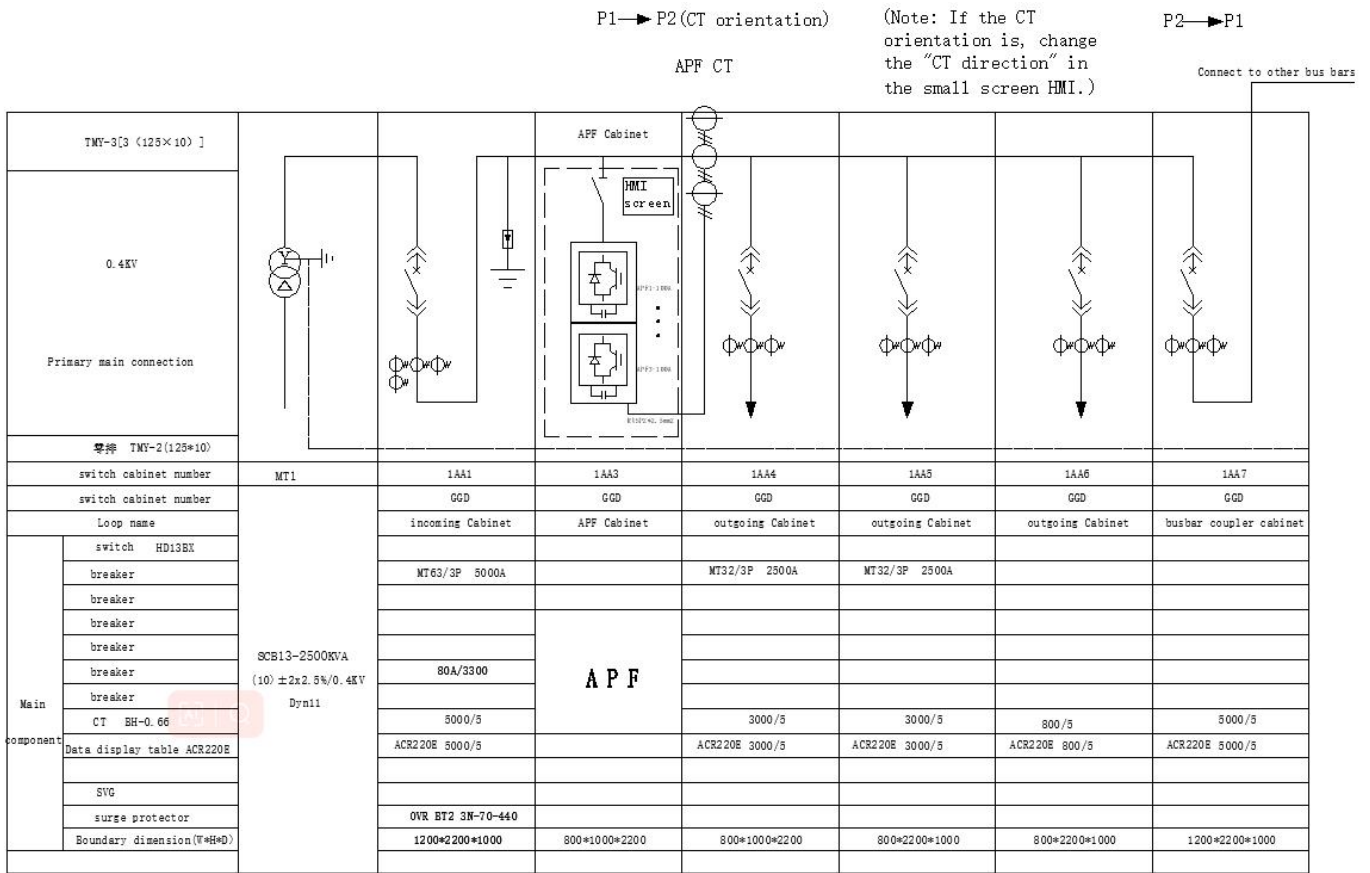 P1→P2(CT orientation)
(Note: If the CT
orientation is, change
the "CT direction" in
the small screen HMI.)
P2→P1
APF CT
Connect to other bus bars
TMY-3[3 (125×10) ]
APF Cabinet
HMI
screen
0.4KV
Y
△
APF1-100A
Primary main connection
零排 TMY-2(125*10)
switch cabinet number MT1 1AA1 1AA3 1AA4 1AA5 1AA6 1AA7
switch cabinet number GGD GGD GGD GGD GGD GGD
Loop name incoming Cabinet APF Cabinet outgoing Cabinet outgoing Cabinet outgoing Cabinet busbar coupler cabinet
Main
component
switch HD13BX
breaker MT63/3P 5000A MT32/3P 2500A MT32/3P 2500A
breaker
breaker
breaker
SCB13-2500KVA
(10)±2x2.5%/0.4KV
Dyn11
breaker 80A/3300
APF
breaker
CT BH-0.66 5000/5 3000/5 3000/5 800/5 5000/5
Data display table ACR220E ACR220E 5000/5 ACR220E 3000/5 ACR220E 3000/5 ACR220E 800/5 ACR220E 5000/5
SVG
surge protector OVR BT2 3N-70-440
Boundary dimension(W*H*D) 1200*2200*1000 800*1000*2200 800*1000*2200 800*2200*1000 800*2200*1000 1200*2200*1000